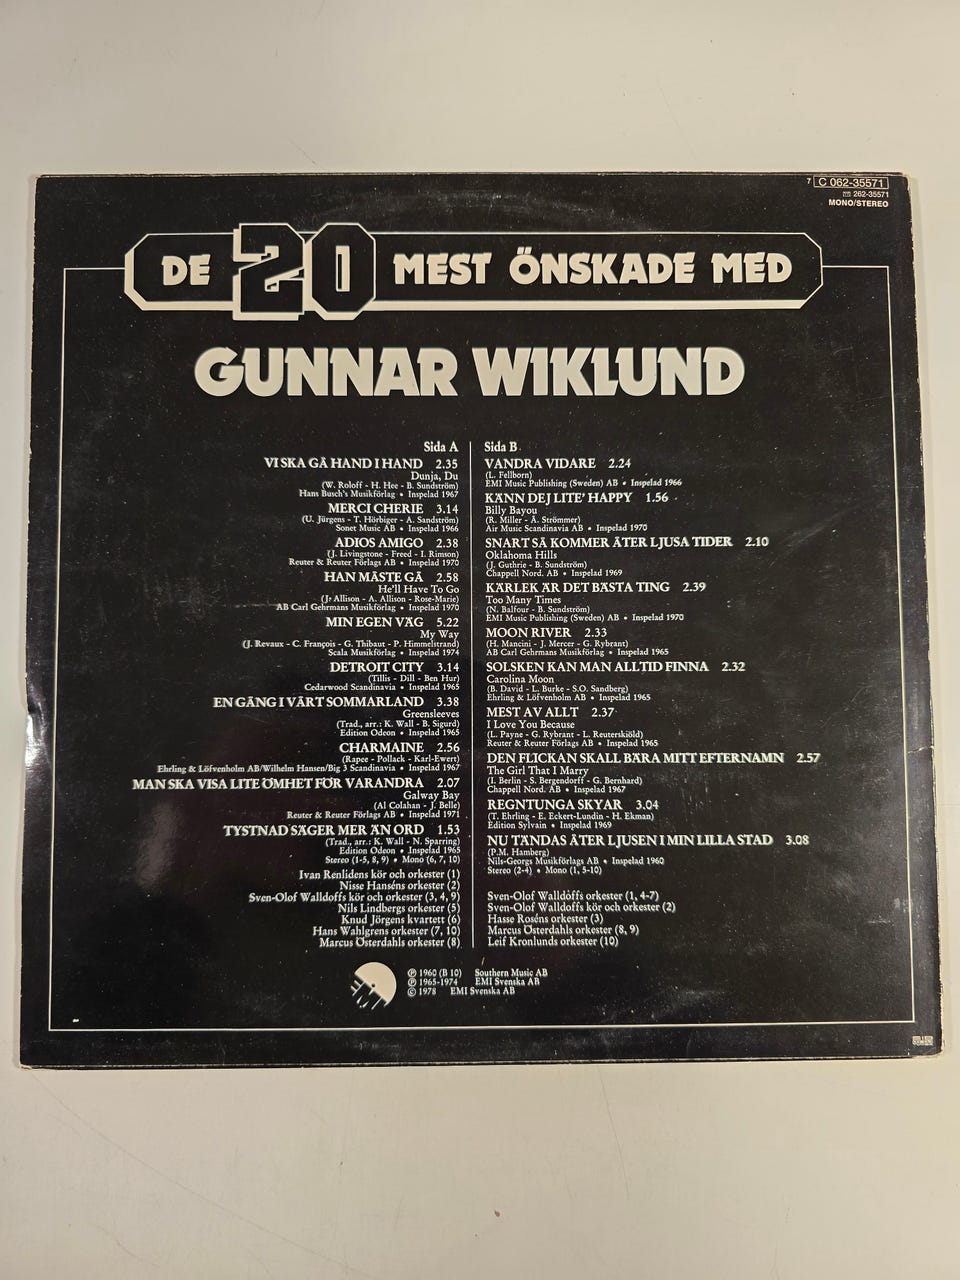 7 C 062-35571
262-35571
MONO/STEREO
DE 20 MEST ÖNSKADE MED
GUNNAR WIKLUND
Sida A
VI SKA GÅ HAND I HAND 2.35
Dunja, Du
(W. Roloff - H. Hee - B. Sundström)
Hans Busch's Musikförlag • Inspelad 1967
MERCI CHERIE 3.14
(U. Jürgens - T. Hörbiger - A. Sandström)
Sonet Music AB • Inspelad 1966
ADIOS AMIGO 2.38
(J. Livingstone - Freed - I. Rimson)
Reuter & Reuter Förlags AB • Inspelad 1970
HAN MÅSTE GÅ 2.58
He'll Have To Go
(J. Allison - A. Allison - Rose-Marie)
AB Carl Gehrmans Musikförlag • Inspelad 1970
MIN EGEN VÄG 5.22
My Way
(J. Revaux - C. François - G. Thibaut - P. Himmelstrand)
Scala Musikförlag • Inspelad 1974
DETROIT CITY 3.14
(Tillis - Dill - Ben Hur)
Cedarwood Scandinavia • Inspelad 1965
EN GÅNG I VÅRT SOMMARLAND 3.38
Greensleeves
(Trad., arr.: K. Wall - B. Sigurd)
Edition Odeon • Inspelad 1965
CHARMAINE 2.56
(Rapee - Pollack - Karl-Ewert)
Ehrling & Löfvenholm AB/Wilhelm Hansen/Big 3 Scandinavia • Inspelad 1967
MAN SKA VISA LITE ÖMHET FÖR VARANDRA 2.07
Galway Bay
(Al Colahan - J. Belle)
Reuter & Reuter Förlags AB • Inspelad 1971
TYSTNAD SÄGER MER ÄN ORD 1.53
(Trad., arr.: K. Wall - N. Sparring)
Edition Odeon • Inspelad 1965
Stereo (1-5, 8, 9) • Mono (6, 7, 10)
Ivan Renlidens kör och orkester (1)
Nisse Hanséns orkester (2)
Sven-Olof Walldoffs kör och orkester (3, 4, 9)
Nils Lindbergs orkester (5)
Knud Jörgens kvartett (6)
Hans Wahlgrens orkester (7, 10)
Marcus Österdahls orkester (8)
Sida B
VANDRA VIDARE 2.24
(L. Fellborn)
EMI Music Publishing (Sweden) AB • Inspelad 1966
KÄNN DEJ LITE' HAPPY 1.56
Billy Bayou
(R. Miller - Å. Strömmer)
Air Music Scandinavia AB • Inspelad 1970
SNART SÅ KOMMER ÅTER LJUSA TIDER 2.10
Oklahoma Hills
(J. Guthrie - B. Sundström)
Chappell Nord. AB • Inspelad 1969
KÄRLEK ÄR DET BÄSTA TING 2.39
Too Many Times
(N. Balfour - B. Sundström)
EMI Music Publishing (Sweden) AB • Inspelad 1970
MOON RIVER 2.33
(H. Mancini - J. Mercer - G. Rybrant)
AB Carl Gehrmans Musikförlag • Inspelad 1965
SOLSKEN KAN MAN ALLTID FINNA 2.32
Carolina Moon
(B. David - L. Burke - S.O. Sandberg)
Ehrling & Löfvenholm AB • Inspelad 1965
MEST AV ALLT 2.37
I Love You Because
(L. Payne - G. Rybrant - L. Reuterskiöld)
Reuter & Reuter Förlags AB • Inspelad 1965
DEN FLICKAN SKALL BÄRA MITT EFTERNAMN 2.57
The Girl That I Marry
(I. Berlin - S. Bergendorff - G. Bernhard)
Chappell Nord. AB • Inspelad 1967
REGNTUNGA SKYAR 3.04
(T. Ehrling - E. Eckert-Lundin - H. Ekman)
Edition Sylvain • Inspelad 1969
NU TÄNDAS ÅTER LJUSEN I MIN LILLA STAD 3.08
(P.M. Hamberg)
Nils-Georgs Musikförlags AB • Inspelad 1960
Stereo (2-4) • Mono (1, 5-10)
Sven-Olof Walldoffs orkester (1, 4-7)
Sven-Olof Walldoffs kör och orkester (2)
Hasse Roséns orkester (3)
Marcus Österdahls orkester (8, 9)
Leif Kronlunds orkester (10)
EMI
℗ 1960 (B 10) Southern Music AB
℗ 1965-1974 EMI Svenska AB
© 1978 EMI Svenska AB